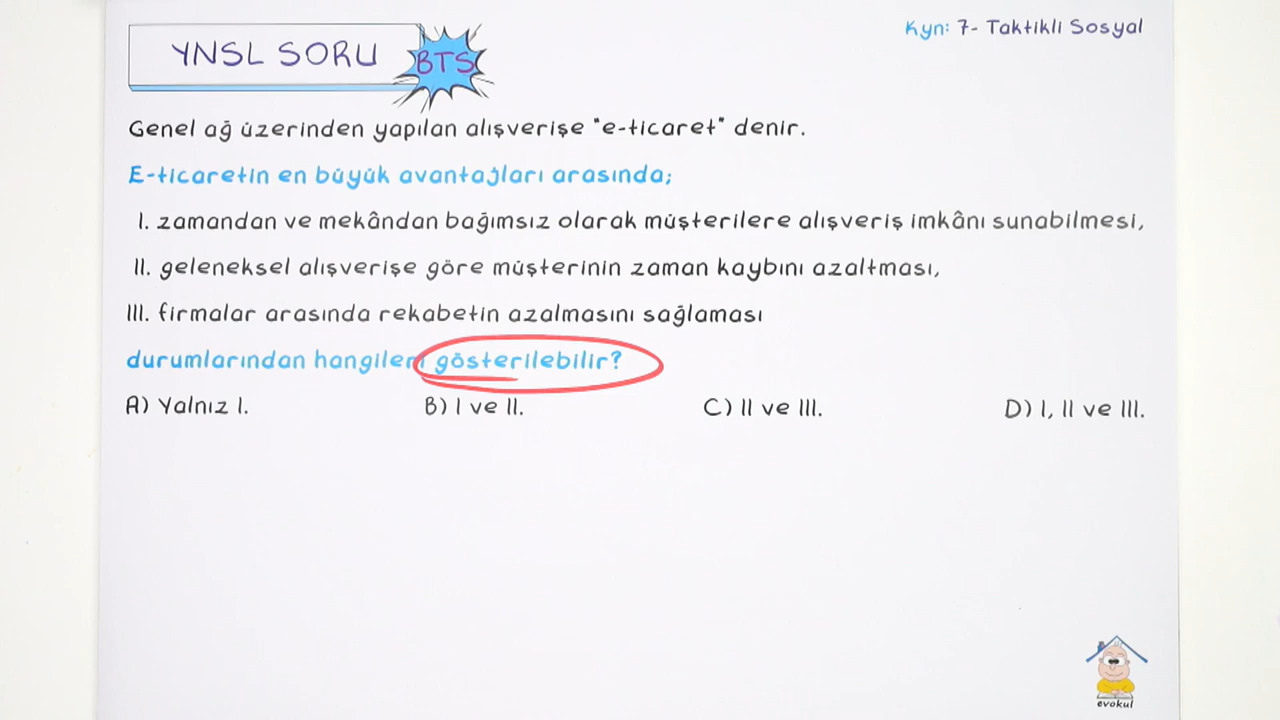 YNSL SORU
BTS
Kyn: 7- Taktikli Sosyal
Genel ağ üzerinden yapılan alışverişe "e-ticaret" denir.
E-ticaretin en büyük avantajları arasında;
I. zamandan ve mekândan bağımsız olarak müşterilere alışveriş imkânı sunabilmesi,
II. geleneksel alışverişe göre müşterinin zaman kaybını azaltması,
III. firmalar arasında rekabetin azalmasını sağlaması
durumlarından hangileri gösterilebilir?
A) Yalnız I.
B) I ve II.
C) II ve III.
D) I, II ve III.
evokul